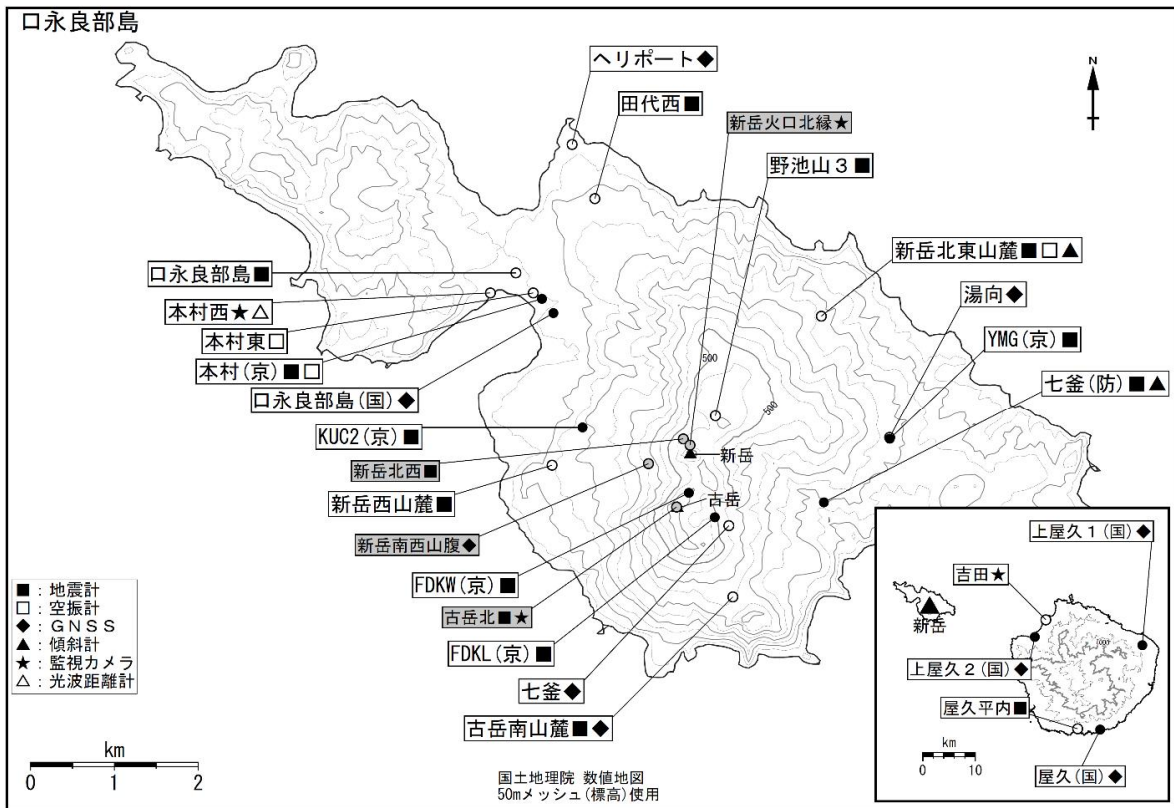 口永良部島
ヘリポート◆
N
田代西■
新岳火口北縁★
野池山３■
新岳北東山麓■□▲
口永良部島■
湯向◆
本村西★△
YMG(京)■
本村東□
500
本村(京)■□
七釜(防)■▲
口永良部島(国)◆
500
KUC2(京)■
新岳
新岳北西■
新岳西山麓■
古岳
新岳南西山腹◆
FDKW(京)■
古岳北■★
FDKL(京)■
七釜◆
古岳南山麓■◆
■：地震計
□：空振計
◆：ＧＮＳＳ
▲：傾斜計
★：監視カメラ
△：光波距離計
km
0 1 2
国土地理院 数値地図
50mメッシュ(標高)使用
上屋久１(国)◆
吉田★
新岳
上屋久２(国)◆
屋久平内■
km
0 10
屋久(国)◆